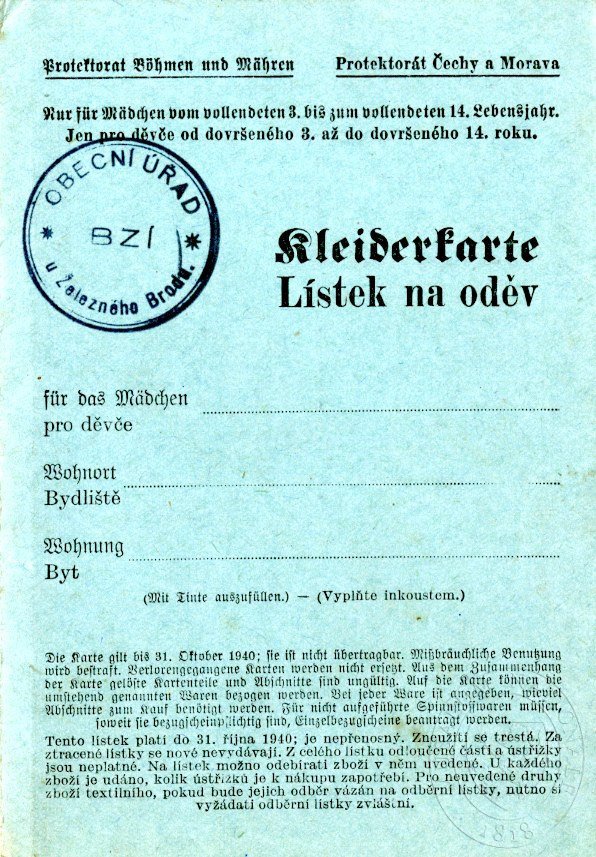 Protektorat Böhmen und Mähren
Protektorát Čechy a Morava
Nur für Mädchen vom vollendeten 3. bis zum vollendeten 14. Lebensjahr.
Jen pro děvče od dovršeného 3. až do dovršeného 14. roku.
OBECNÍ ÚŘAD
BZÍ
u Železného Brodu.
Kleiderkarte
Lístek na oděv
für das Mädchen
pro děvče
Wohnort
Bydliště
Wohnung
Byt
(Mit Tinte auszufüllen.) — (Vyplňte inkoustem.)
Die Karte gilt bis 31. Oktober 1940; sie ist nicht übertragbar. Mißbräuchliche Benutzung
wird bestraft. Verlorengegangene Karten werden nicht ersetzt. Aus dem Zusammenhang
der Karte gelöste Kartenteile und Abschnitte sind ungültig. Auf die Karte können die
umstehend genannten Waren bezogen werden. Bei jeder Ware ist angegeben, wieviel
Abschnitte zum Kauf benötigt werden. Für nicht aufgeführte Spinnstoffwaren müssen,
soweit sie bezugscheinpflichtig sind, Einzelbezugscheine beantragt werden.
Tento lístek platí do 31. října 1940; je nepřenosný. Zneužití se trestá. Za
ztracené lístky se nové nevydávají. Z celého lístku odloučené části a ústřižky
jsou neplatné. Na lístek možno odebírati zboží v něm uvedené. U každého
zboží je udáno, kolik ústřižků je k nákupu zapotřebí. Pro neuvedené druhy
zboží textilního, pokud bude jejich odběr vázán na odběrní lístky, nutno si
vyžádati odběrní lístky zvláštní.